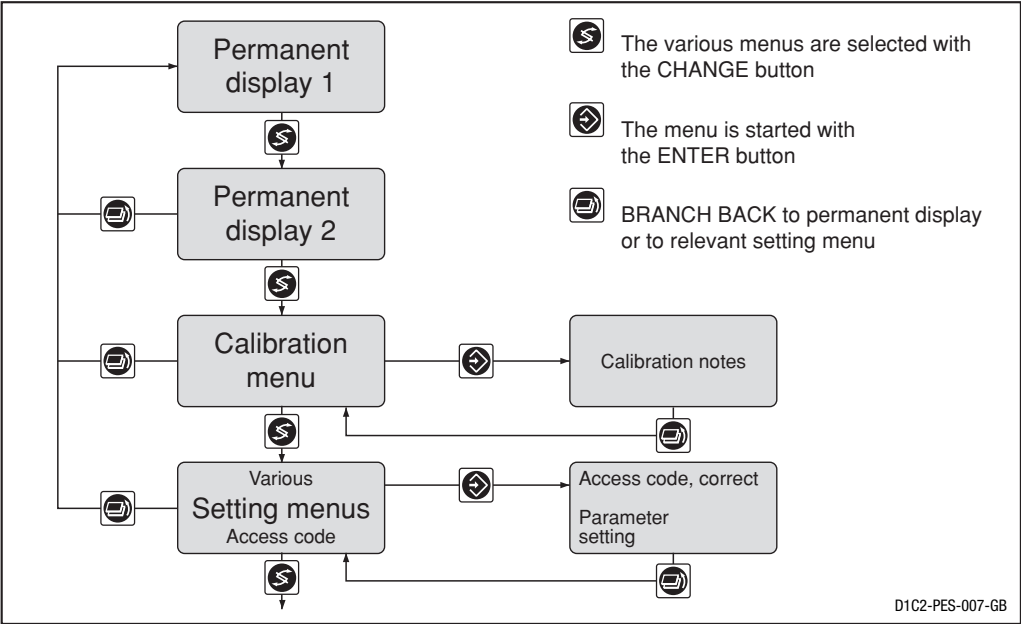 Permanent
display 1
The various menus are selected with
the CHANGE button
The menu is started with
the ENTER button
Permanent
display 2
BRANCH BACK to permanent display
or to relevant setting menu
Calibration
menu
Calibration notes
Various
Setting menus
Access code
Access code, correct
Parameter
setting
D1C2-PES-007-GB